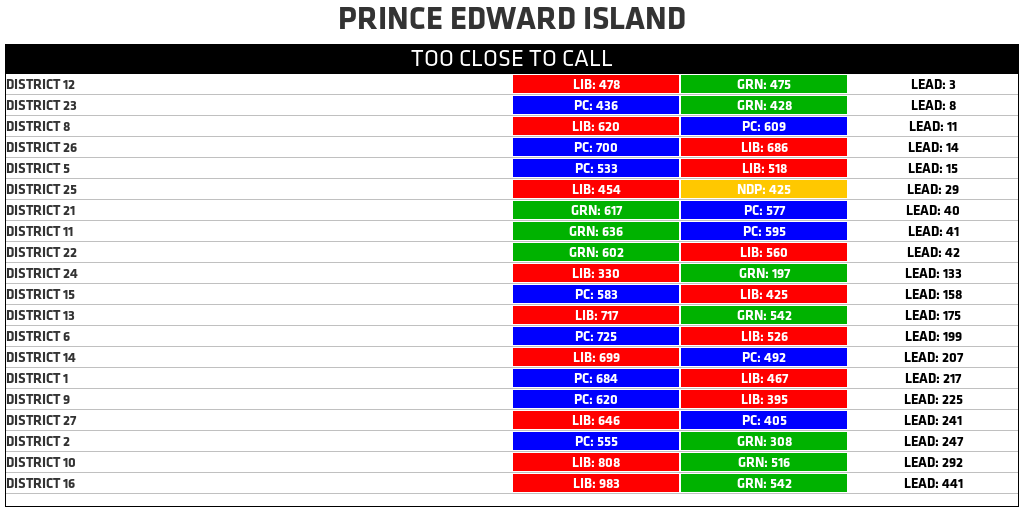 PRINCE EDWARD ISLAND
TOO CLOSE TO CALL
DISTRICT 12 LIB: 478 GRN: 475 LEAD: 3
DISTRICT 23 PC: 436 GRN: 428 LEAD: 8
DISTRICT 8 LIB: 620 PC: 609 LEAD: 11
DISTRICT 26 PC: 700 LIB: 686 LEAD: 14
DISTRICT 5 PC: 533 LIB: 518 LEAD: 15
DISTRICT 25 LIB: 454 NDP: 425 LEAD: 29
DISTRICT 21 GRN: 617 PC: 577 LEAD: 40
DISTRICT 11 GRN: 636 PC: 595 LEAD: 41
DISTRICT 22 GRN: 602 LIB: 560 LEAD: 42
DISTRICT 24 LIB: 330 GRN: 197 LEAD: 133
DISTRICT 15 PC: 583 LIB: 425 LEAD: 158
DISTRICT 13 LIB: 717 GRN: 542 LEAD: 175
DISTRICT 6 PC: 725 LIB: 526 LEAD: 199
DISTRICT 14 LIB: 699 PC: 492 LEAD: 207
DISTRICT 1 PC: 684 LIB: 467 LEAD: 217
DISTRICT 9 PC: 620 LIB: 395 LEAD: 225
DISTRICT 27 LIB: 646 PC: 405 LEAD: 241
DISTRICT 2 PC: 555 GRN: 308 LEAD: 247
DISTRICT 10 LIB: 808 GRN: 516 LEAD: 292
DISTRICT 16 LIB: 983 GRN: 542 LEAD: 441